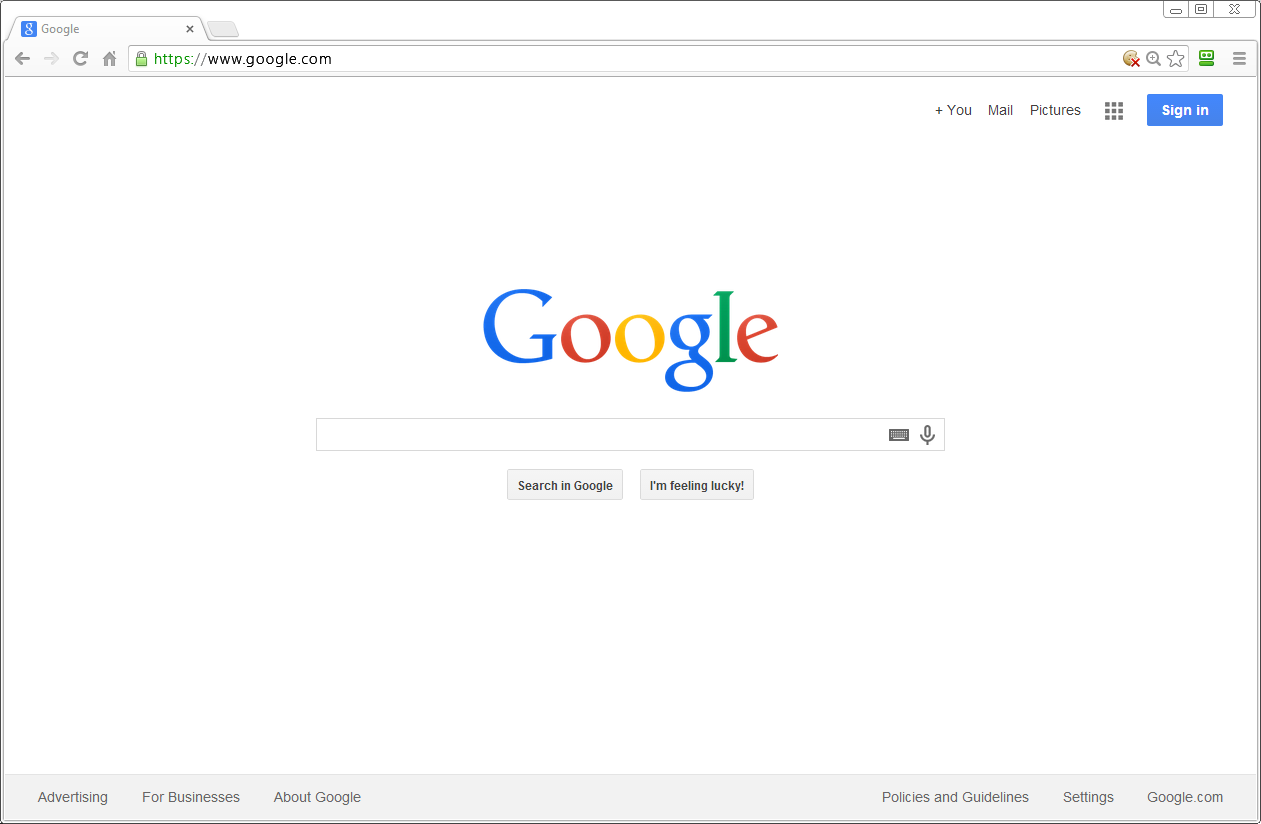 Google
https://www.google.com
+ You Mail Pictures Sign in
Google
Search in Google I'm feeling lucky!
Advertising For Businesses About Google Policies and Guidelines Settings Google.com